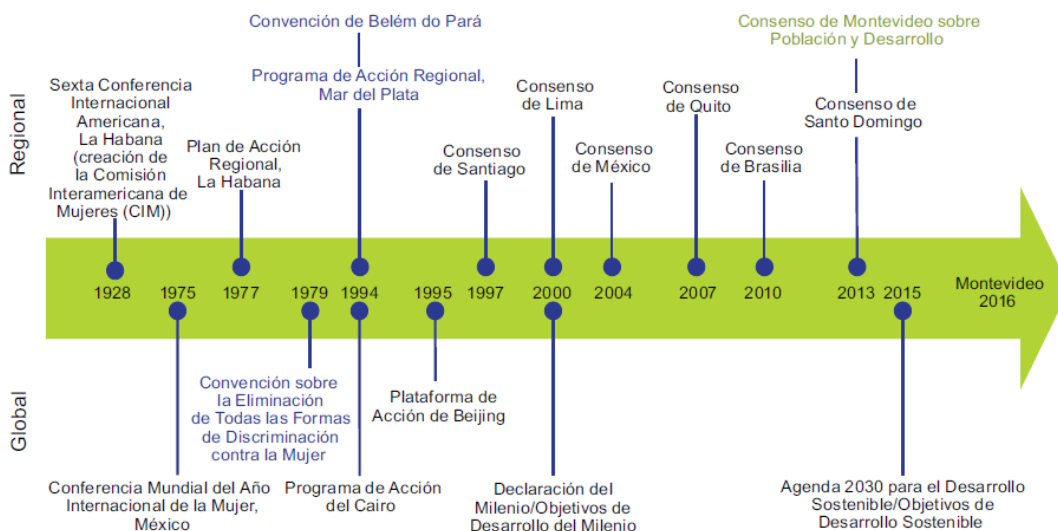 Regional
Convención de Belém do Pará
Programa de Acción Regional,
Mar del Plata
Consenso de Montevideo sobre
Población y Desarrollo
Sexta Conferencia
Internacional
Americana,
La Habana
(creación de
la Comisión
Interamericana de
Mujeres (CIM))
Plan de Acción
Regional,
La Habana
Consenso
de Santiago
Consenso
de Lima
Consenso
de México
Consenso
de Quito
Consenso
de Brasilia
Consenso de
Santo Domingo
1928
1975
1977
1979
1994
1995
1997
2000
2004
2007
2010
2013
2015
Montevideo
2016
Global
Conferencia Mundial del Año
Internacional de la Mujer,
México
Convención sobre
la Eliminación
de Todas las Formas
de Discriminación
contra la Mujer
Programa de Acción
del Cairo
Plataforma de
Acción de Beijing
Declaración del
Milenio/Objetivos de
Desarrollo del Milenio
Agenda 2030 para el Desarrollo
Sostenible/Objetivos de
Desarrollo Sostenible